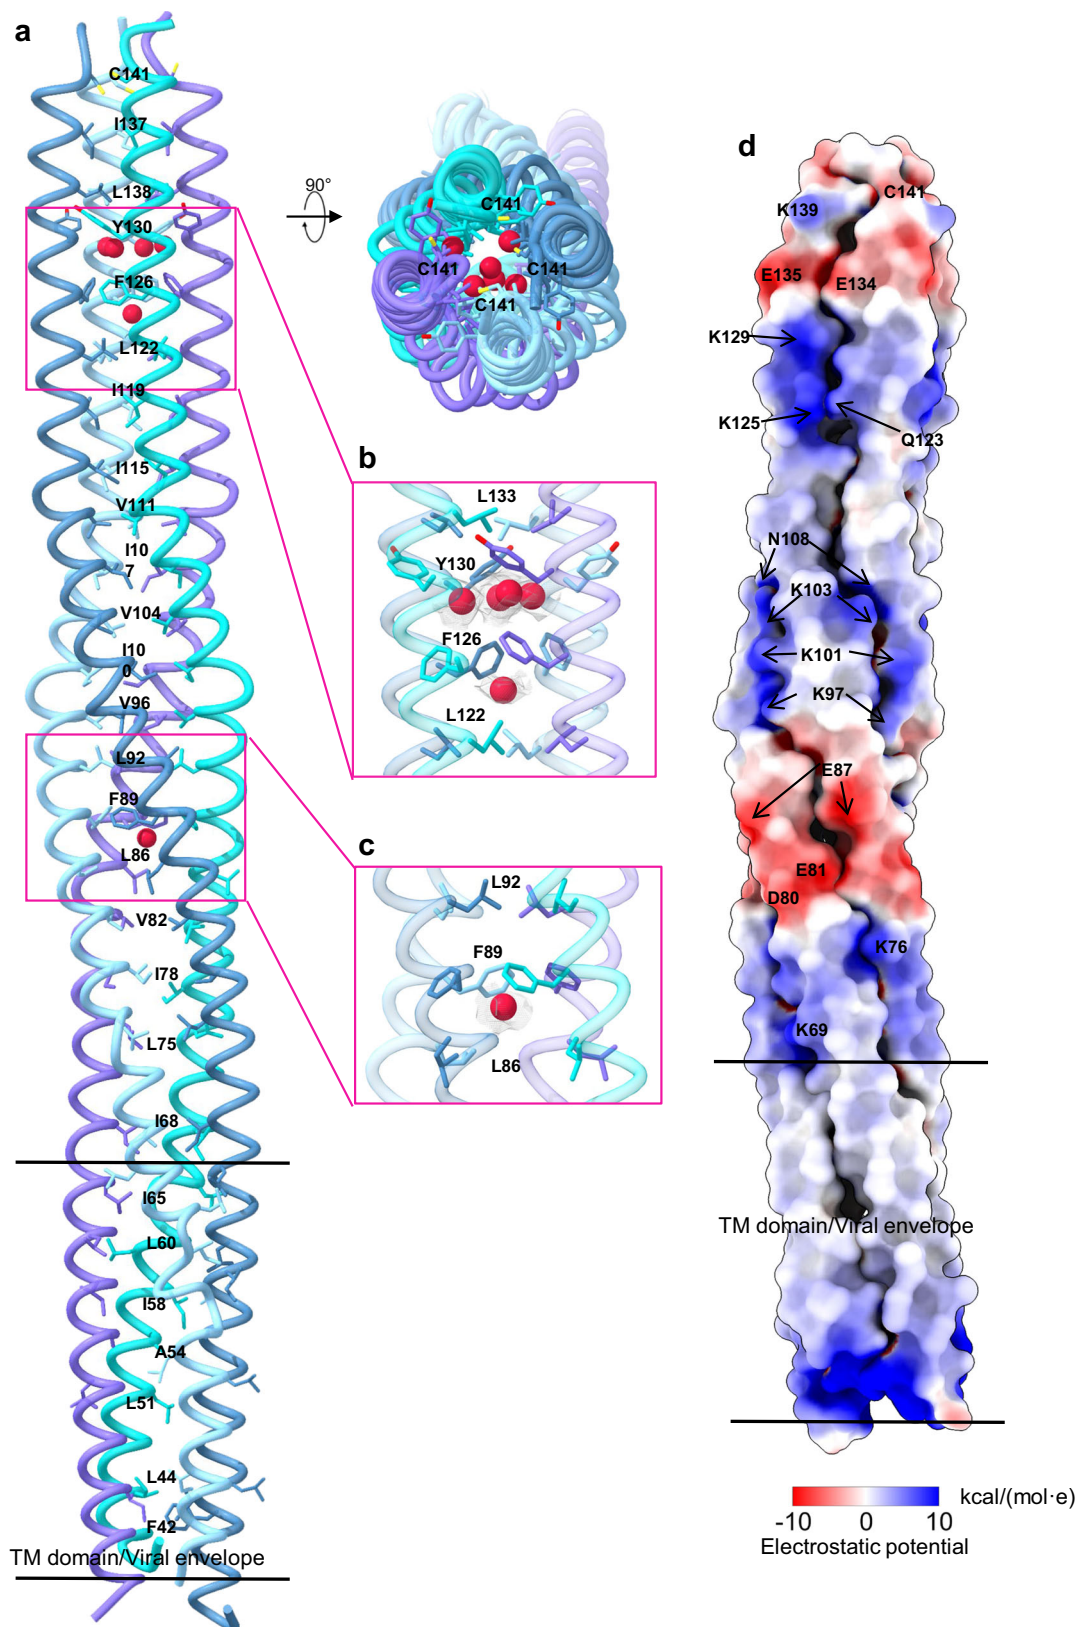 a
C141
I137
L138
Y130
F126
L122
I119
I115
V111
I10
7
V104
I10
0
V96
L92
F89
L86
V82
I78
L75
I68
I65
L60
I58
A54
L51
L44
F42
TM domain/Viral envelope
90°
C141
C141
C141
C141
b
L133
Y130
F126
L122
c
L92
F89
L86
d
C141
K139
E135
E134
K129
K125
Q123
N108
K103
K101
K97
E87
E81
D80
K76
K69
TM domain/Viral envelope
kcal/(mol·e)
-10 0 10
Electrostatic potential